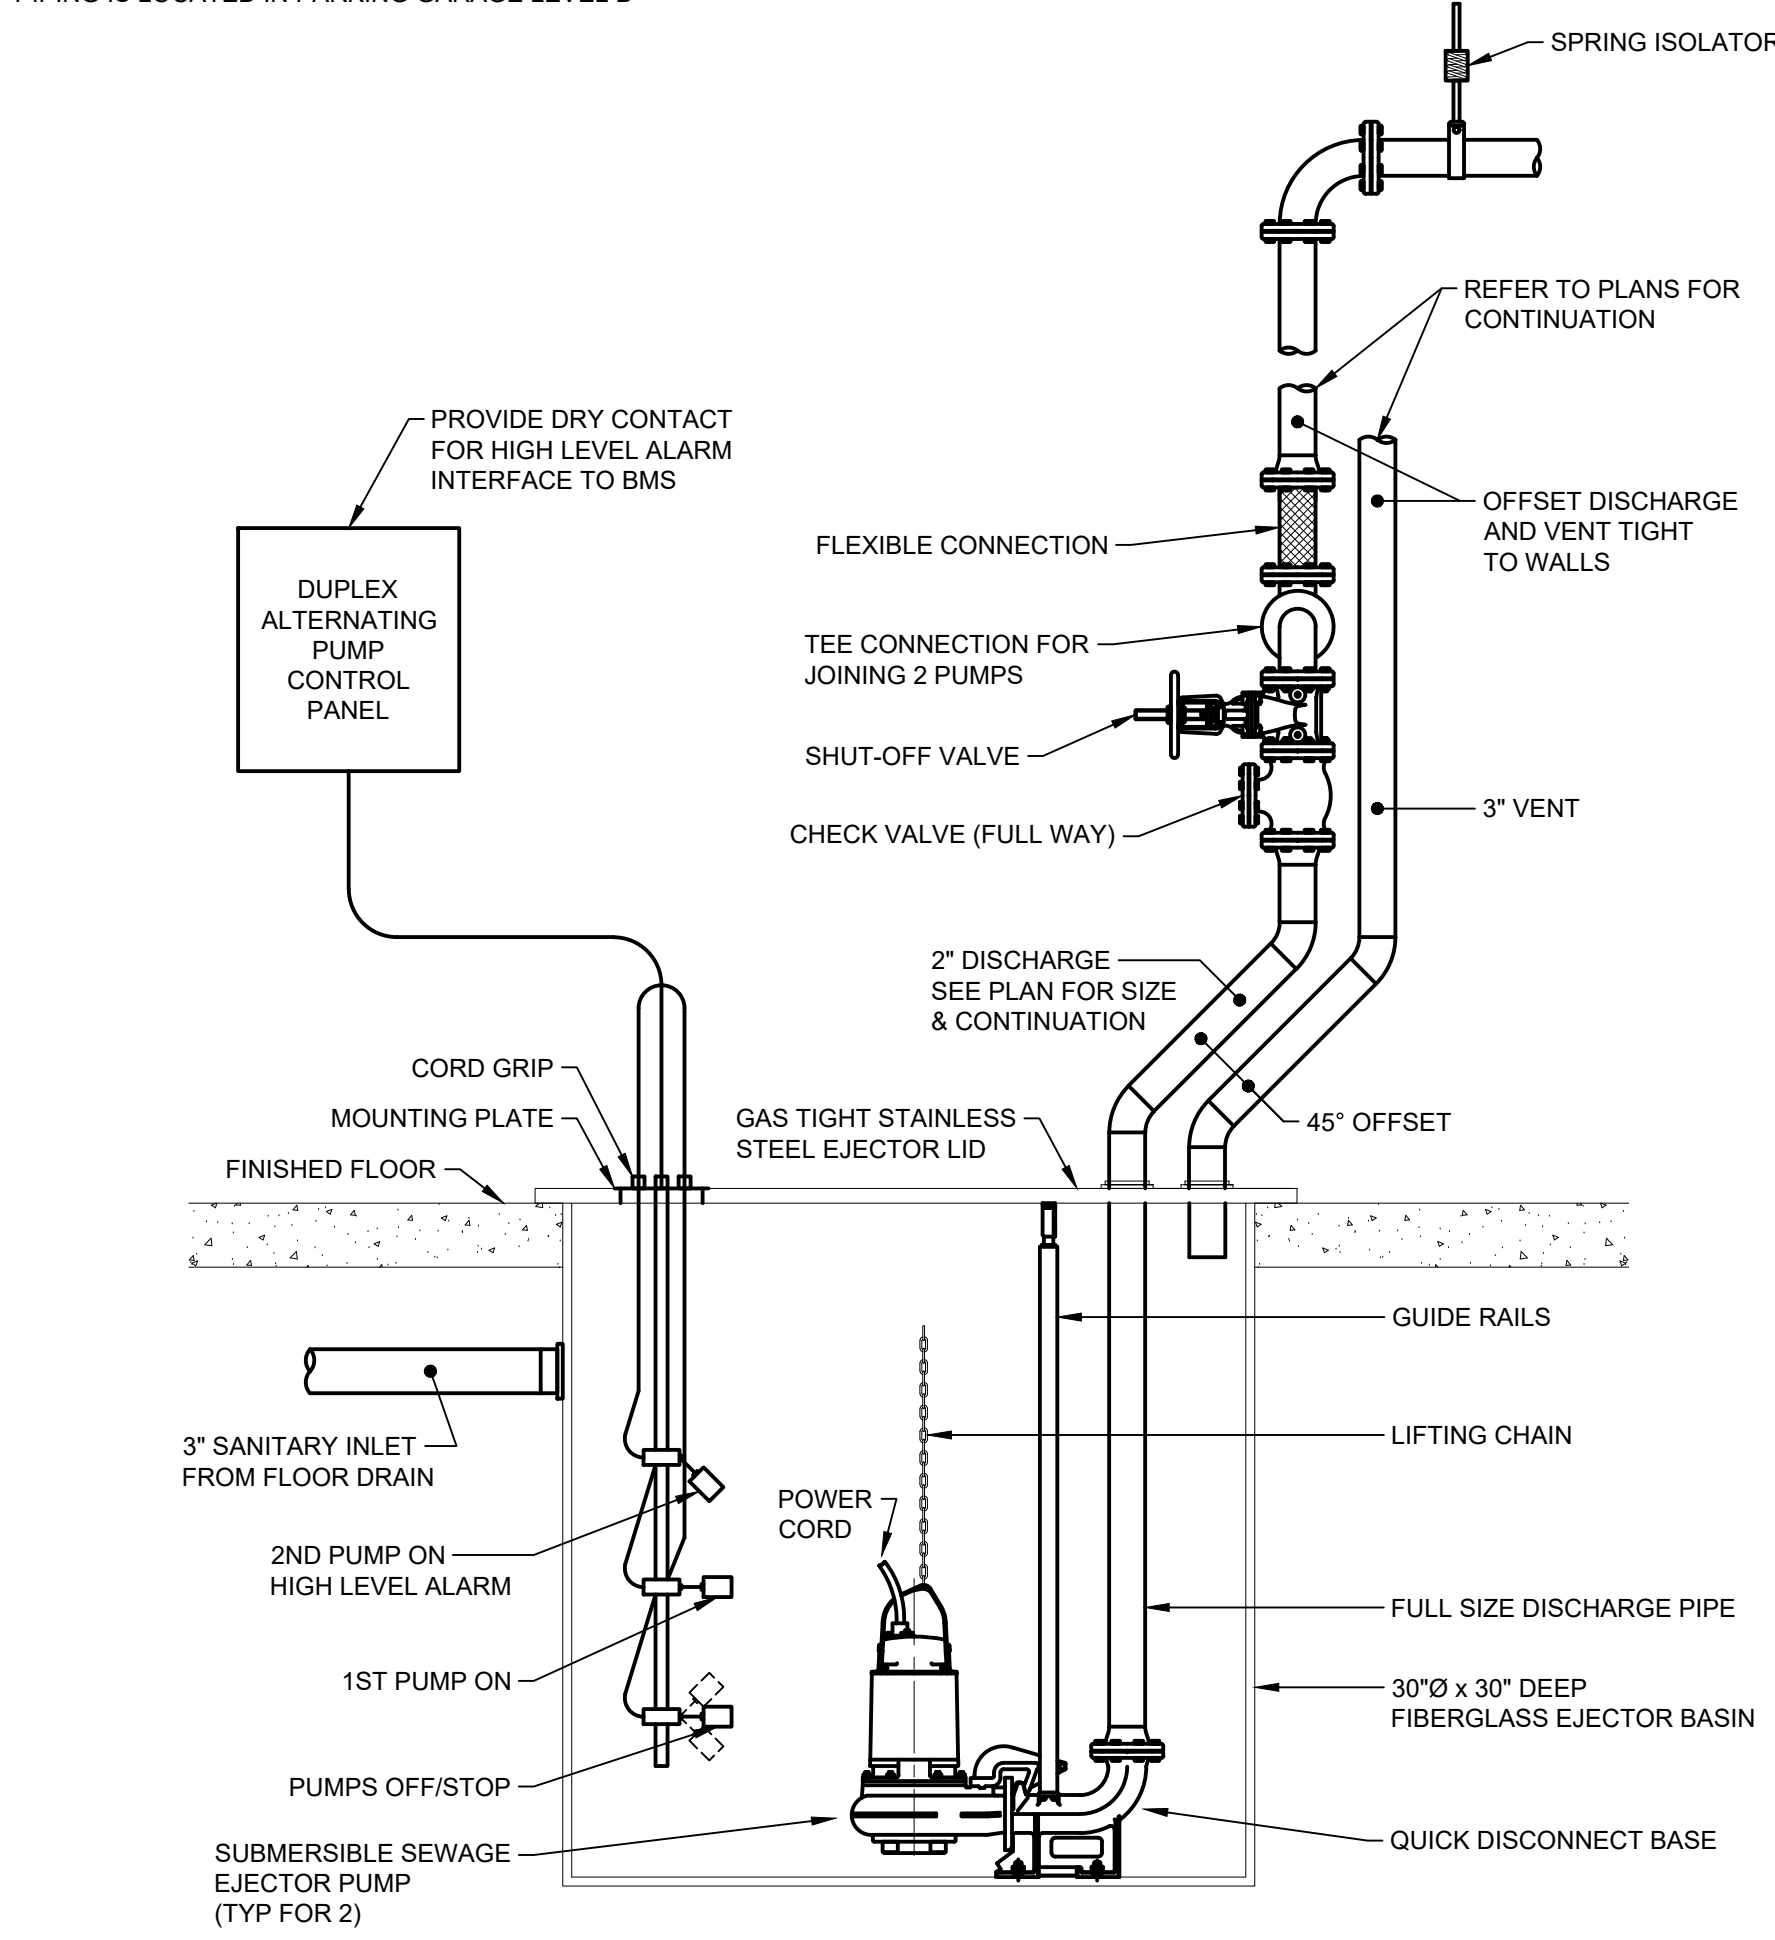 SPRING ISOLATOR
REFER TO PLANS FOR
CONTINUATION
PROVIDE DRY CONTACT
FOR HIGH LEVEL ALARM
INTERFACE TO BMS
OFFSET DISCHARGE
AND VENT TIGHT
TO WALLS
FLEXIBLE CONNECTION
DUPLEX
ALTERNATING
PUMP
CONTROL
PANEL
TEE CONNECTION FOR
JOINING 2 PUMPS
SHUT-OFF VALVE
3" VENT
CHECK VALVE (FULL WAY)
2" DISCHARGE
SEE PLAN FOR SIZE
& CONTINUATION
CORD GRIP
MOUNTING PLATE
GAS TIGHT STAINLESS
STEEL EJECTOR LID
45° OFFSET
FINISHED FLOOR
GUIDE RAILS
3" SANITARY INLET
FROM FLOOR DRAIN
LIFTING CHAIN
POWER
CORD
2ND PUMP ON
HIGH LEVEL ALARM
FULL SIZE DISCHARGE PIPE
1ST PUMP ON
30"Ø x 30" DEEP
FIBERGLASS EJECTOR BASIN
PUMPS OFF/STOP
SUBMERSIBLE SEWAGE
EJECTOR PUMP
(TYP FOR 2)
QUICK DISCONNECT BASE